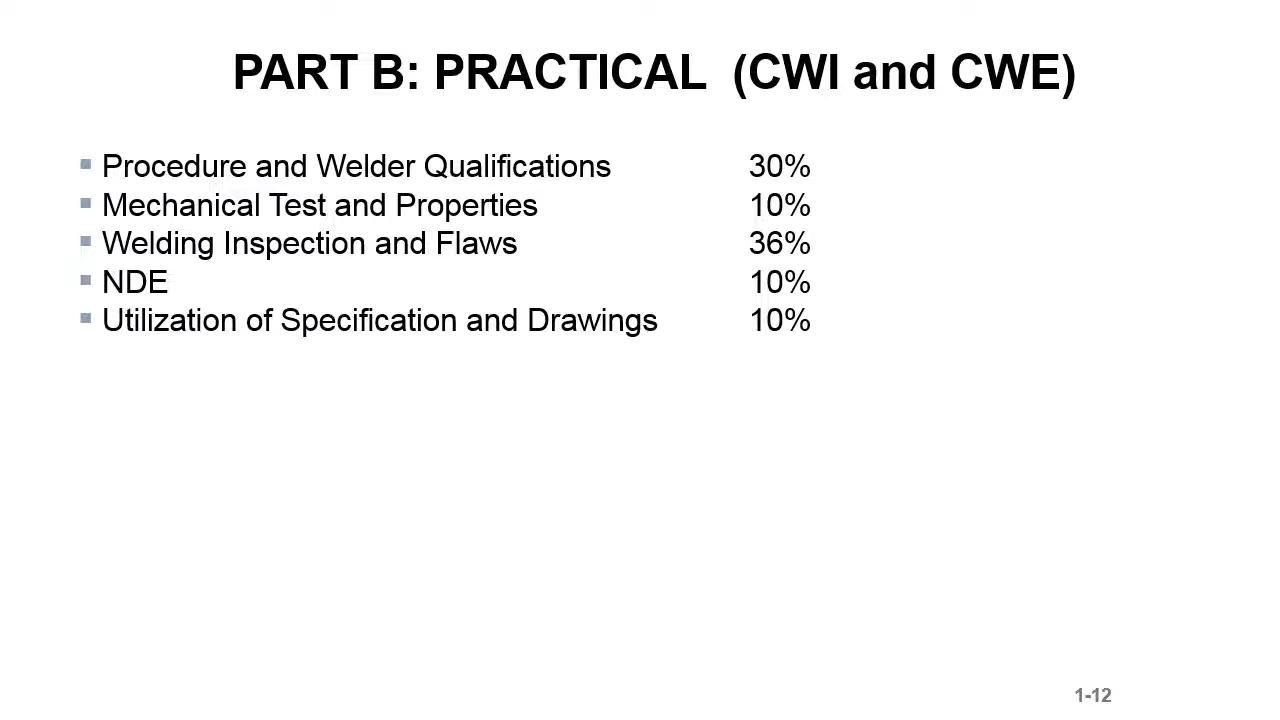 PART B: PRACTICAL (CWI and CWE)
▪ Procedure and Welder Qualifications 30%
▪ Mechanical Test and Properties 10%
▪ Welding Inspection and Flaws 36%
▪ NDE 10%
▪ Utilization of Specification and Drawings 10%
1-12